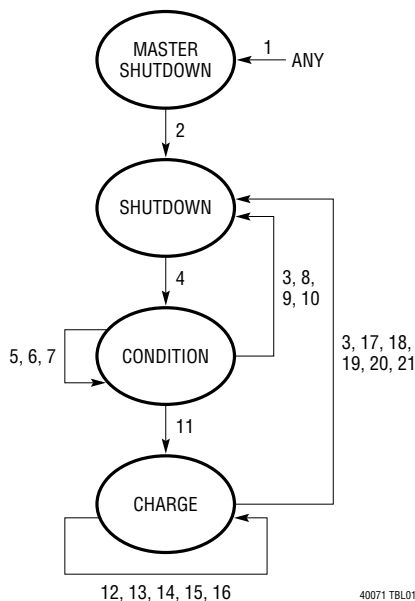 MASTER
SHUTDOWN
1
ANY
2
SHUTDOWN
4
3, 8,
9, 10
3, 17, 18,
19, 20, 21
5, 6, 7
CONDITION
11
CHARGE
12, 13, 14, 15, 16
40071 TBL01